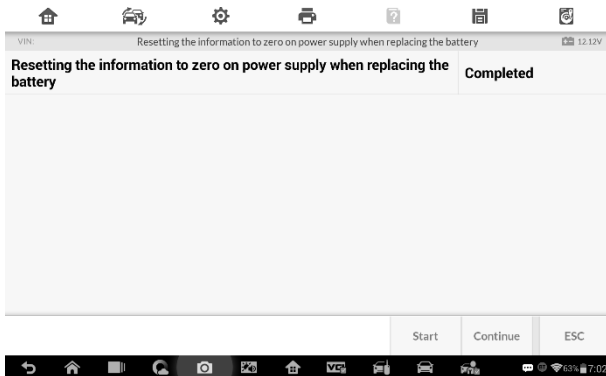 VIN: Resetting the information to zero on power supply when replacing the battery 12.12V
Resetting the information to zero on power supply when replacing the Completed
battery
Start Continue ESC
VCI 63% 7:02